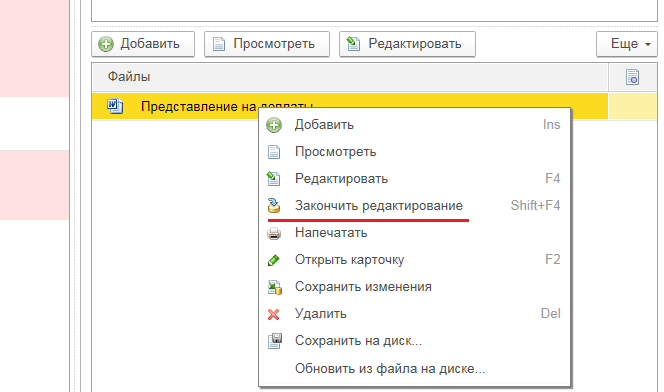 Добавить Просмотреть Редактировать Еще
Файлы
Представление на доплаты
Добавить Ins
Просмотреть
Редактировать F4
Закончить редактирование Shift+F4
Напечатать
Открыть карточку F2
Сохранить изменения
Удалить Del
Сохранить на диск...
Обновить из файла на диске...